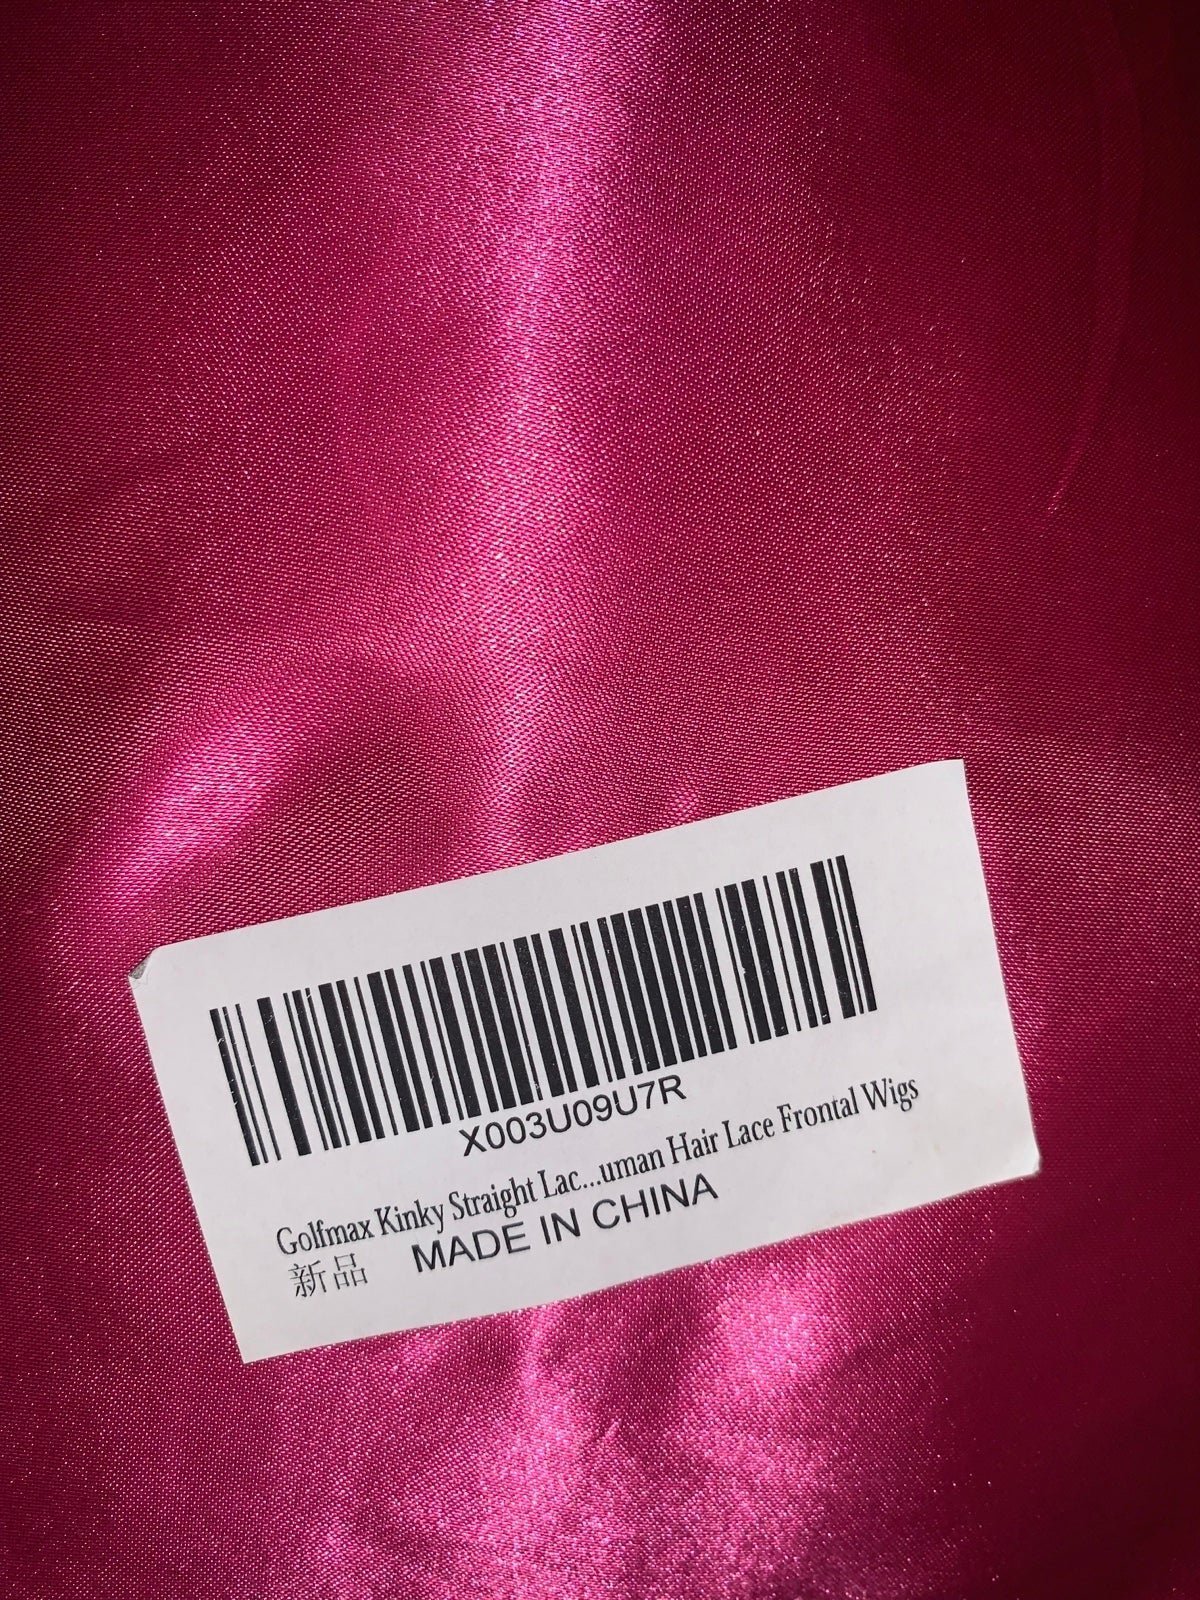 X003U09U7R
Golfmax Kinky Straight Lac...uman Hair Lace Frontal Wigs
新品 MADE IN CHINA